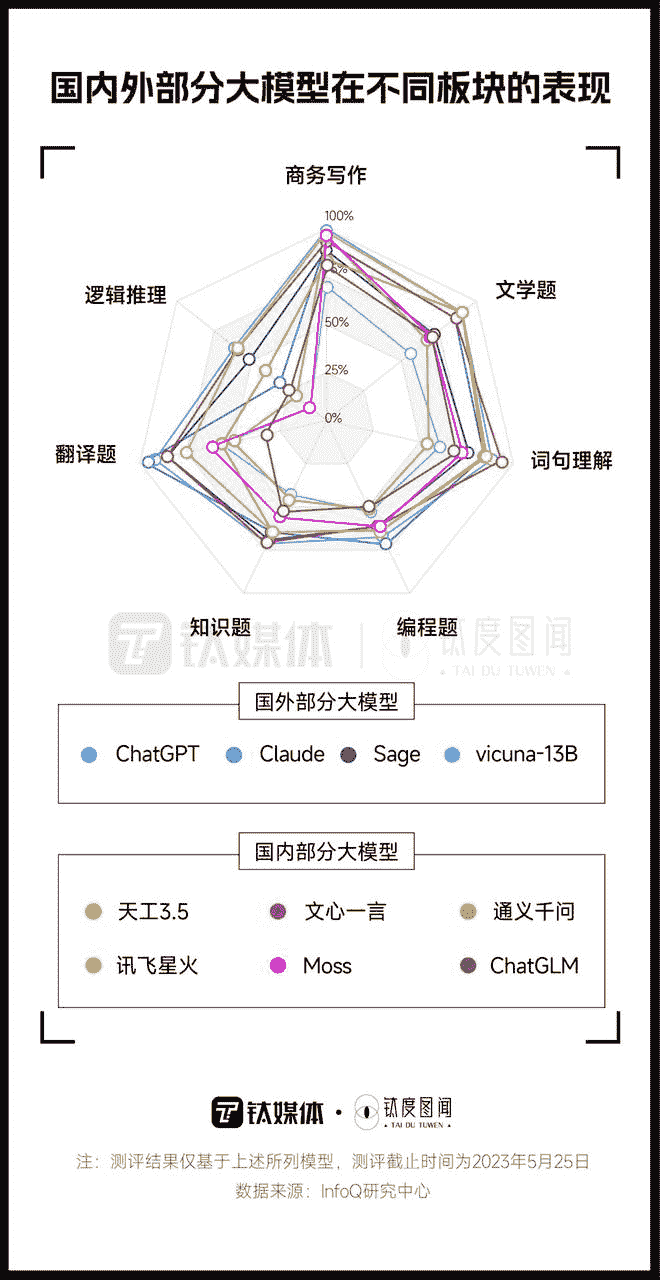 国内外部分大模型在不同板块的表现
商务写作
100%
文学题
逻辑推理
50%
25%
0%
翻译题
词句理解
知识题
编程题
钛媒体
钛度图闻
TAI DU TUWEN
国外部分大模型
ChatGPT Claude Sage vicuna-13B
国内部分大模型
天工3.5 文心一言 通义千问
讯飞星火 Moss ChatGLM
钛媒体 · 钛度图闻
TAI DU TUWEN
注：测评结果仅基于上述所列模型，测评截止时间为2023年5月25日
数据来源：InfoQ研究中心